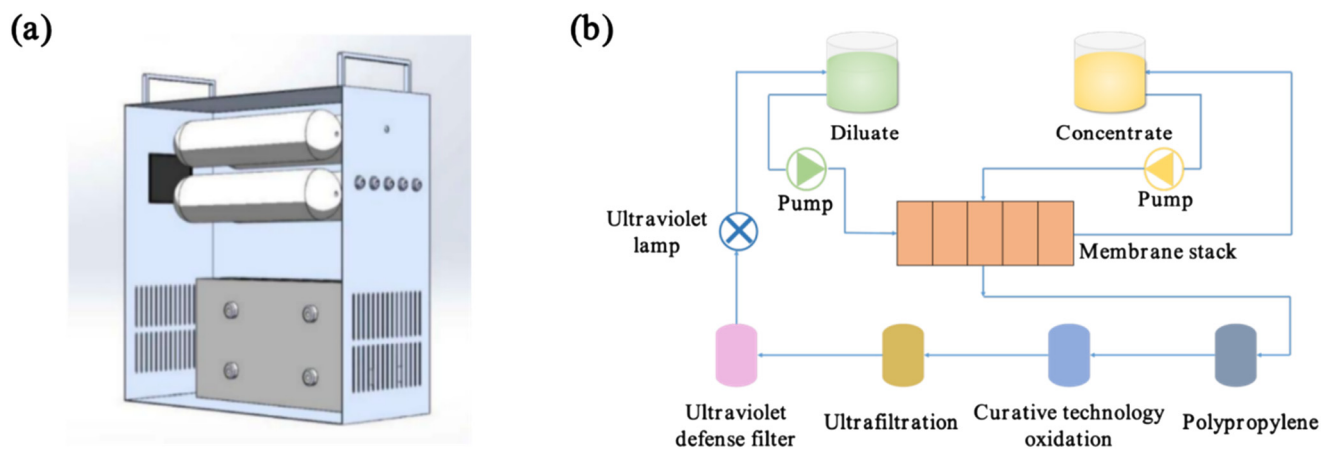 (a)
(b)
Diluate
Concentrate
Pump
Pump
Ultraviolet
lamp
Membrane stack
Ultraviolet
defense filter
Ultrafiltration
Curative technology
oxidation
Polypropylene